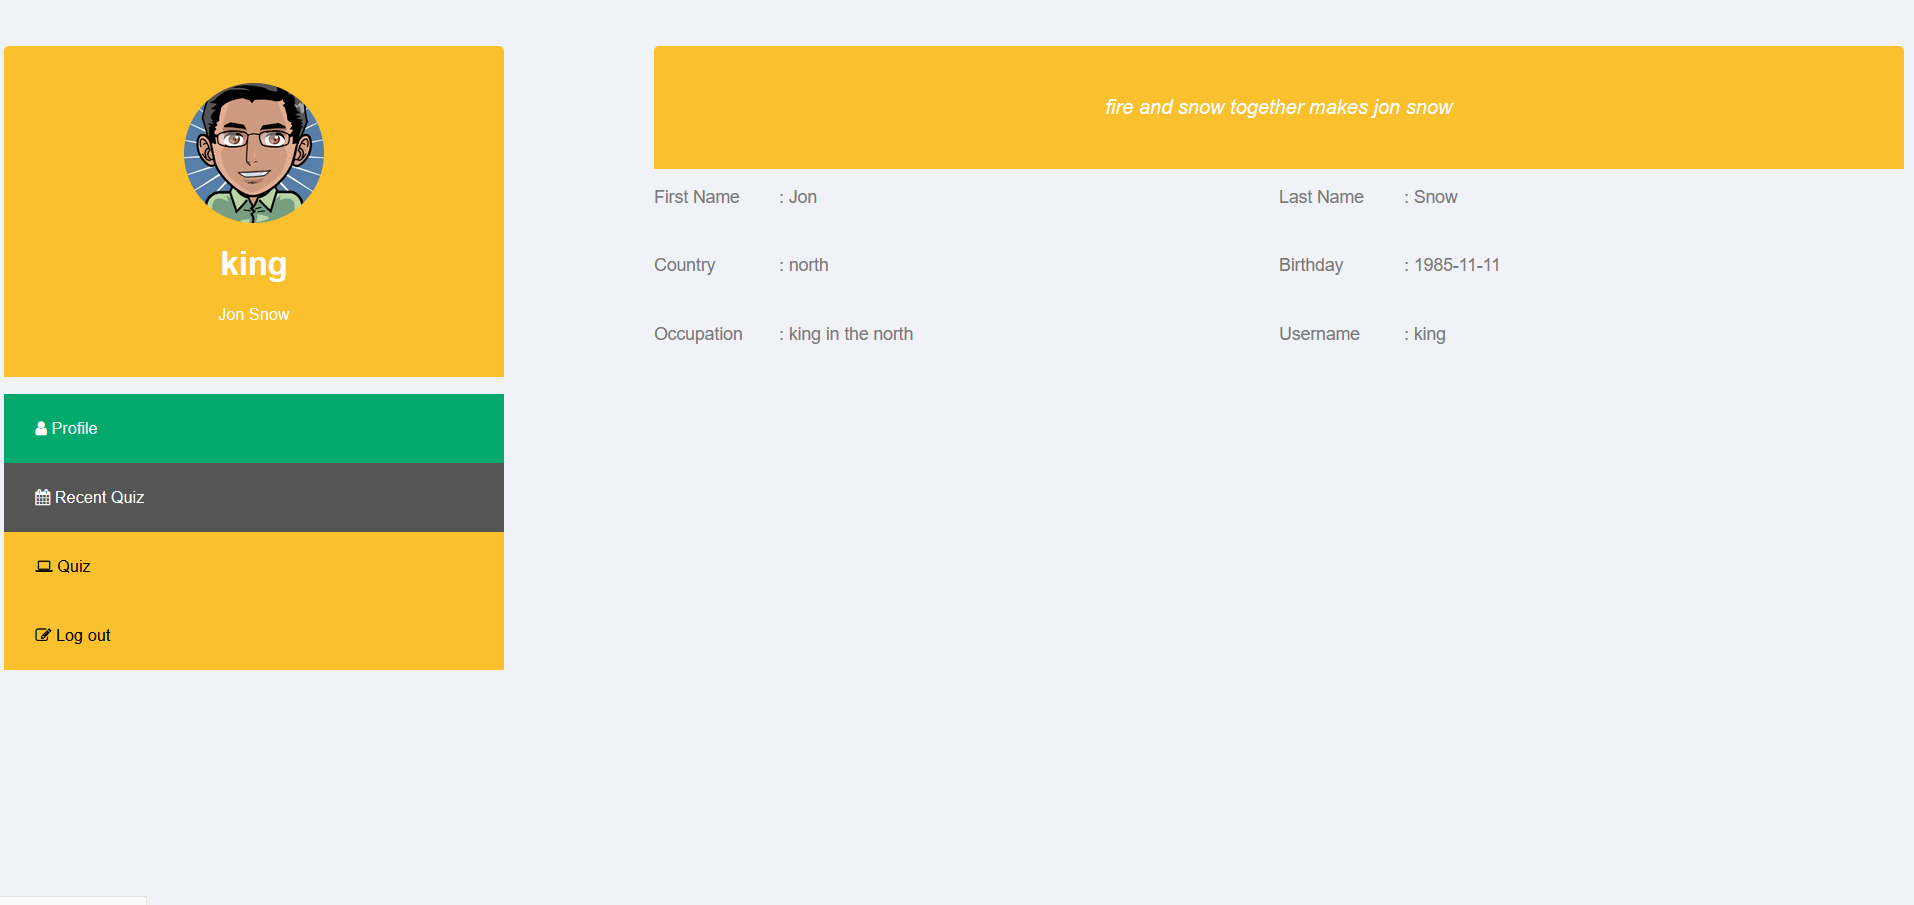 king
Jon Snow
Profile
Recent Quiz
Quiz
Log out
fire and snow together makes jon snow
First Name : Jon
Last Name : Snow
Country : north
Birthday : 1985-11-11
Occupation : king in the north
Username : king